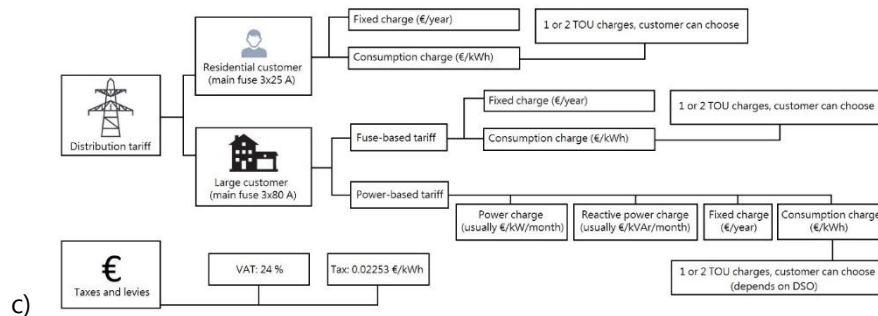 Fixed charge (€/year)
1 or 2 TOU charges, customer can choose
Residential customer
(main fuse 3x25 A)
Consumption charge (€/kWh)
Fixed charge (€/year)
1 or 2 TOU charges, customer can choose
Distribution tariff
Fuse-based tariff
Consumption charge (€/kWh)
Large customer
(main fuse 3x80 A)
Power-based tariff
Power charge
(usually €/kW/month)
Reactive power charge
(usually €/kVAr/month)
Fixed charge
(€/year)
Consumption charge
(€/kWh)
€
Taxes and levies
VAT: 24 %
Tax: 0.02253 €/kWh
1 or 2 TOU charges, customer can choose
(depends on DSO)
c)